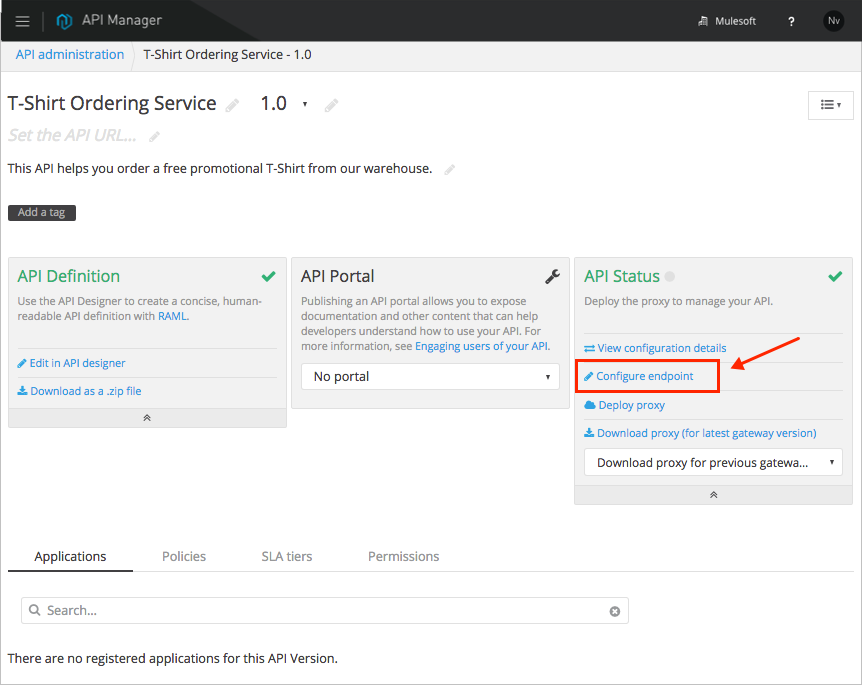 API Manager
Mulesoft
?
Nv
API administration
T-Shirt Ordering Service - 1.0
T-Shirt Ordering Service
1.0
Set the API URL...
This API helps you order a free promotional T-Shirt from our warehouse.
Add a tag
API Definition
Use the API Designer to create a concise, human-
readable API definition with RAML.
Edit in API designer
Download as a .zip file
API Portal
Publishing an API portal allows you to expose
documentation and other content that can help
developers understand how to use your API. For
more information, see Engaging users of your API.
No portal
API Status
Deploy the proxy to manage your API.
View configuration details
Configure endpoint
Deploy proxy
Download proxy (for latest gateway version)
Download proxy for previous gatewa...
Applications
Policies
SLA tiers
Permissions
Search...
There are no registered applications for this API Version.